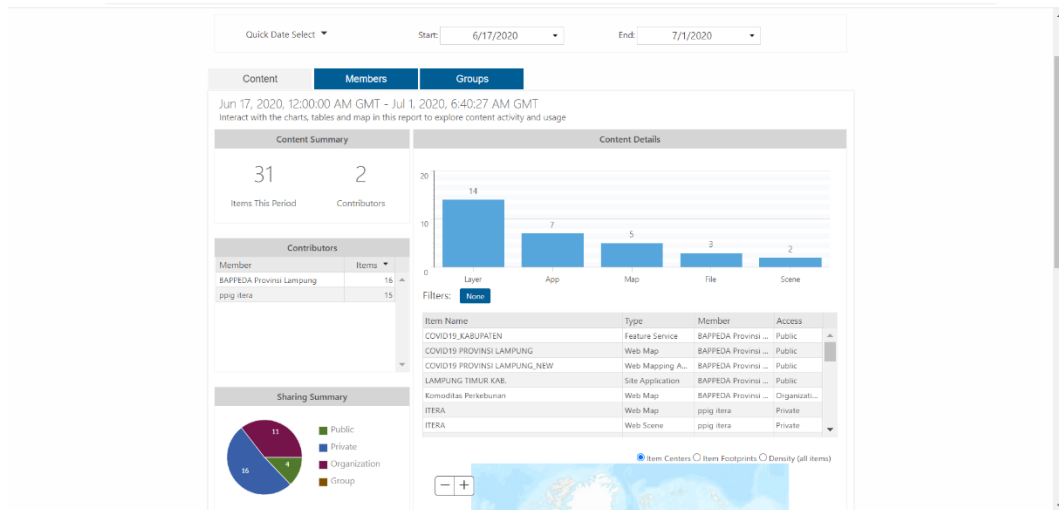 Quick Date Select
Start: 6/17/2020
End: 7/1/2020
Content Members Groups
Jun 17, 2020, 12:00:00 AM GMT - Jul 1, 2020, 6:40:27 AM GMT
Interact with the charts, tables and map in this report to explore content activity and usage
Content Summary
31
2
Items This Period
Contributors
Contributors
Member Items
BAPPEDA Provinsi Lampung 16
ppig itera 15
Sharing Summary
11
16
4
Public
Private
Organization
Group
Content Details
20
10
0
14
7
5
3
2
Layer App Map File Scene
Filters: None
Item Name Type Member Access
COVID19_KABUPATEN Feature Service BAPPEDA Provinsi ... Public
COVID19 PROVINSI LAMPUNG Web Map BAPPEDA Provinsi ... Public
COVID19 PROVINSI LAMPUNG_NEW Web Mapping A... BAPPEDA Provinsi ... Public
LAMPUNG TIMUR KAB. Site Application BAPPEDA Provinsi ... Public
Komoditas Perkebunan Web Map BAPPEDA Provinsi ... Organizati...
ITERA Web Map ppig itera Private
ITERA Web Scene ppig itera Private
Item Centers Item Footprints Density (all items)